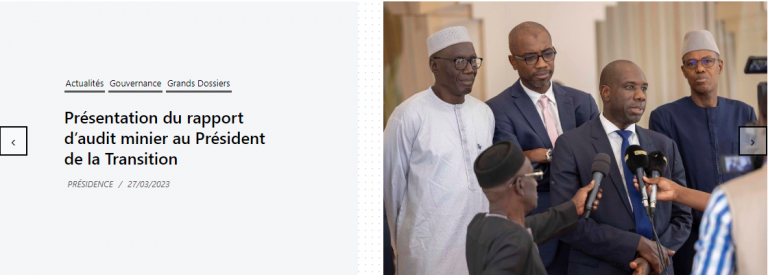 Actualités Gouvernance Grands Dossiers
Présentation du rapport
d’audit minier au Président
de la Transition
PRÉSIDENCE / 27/03/2023